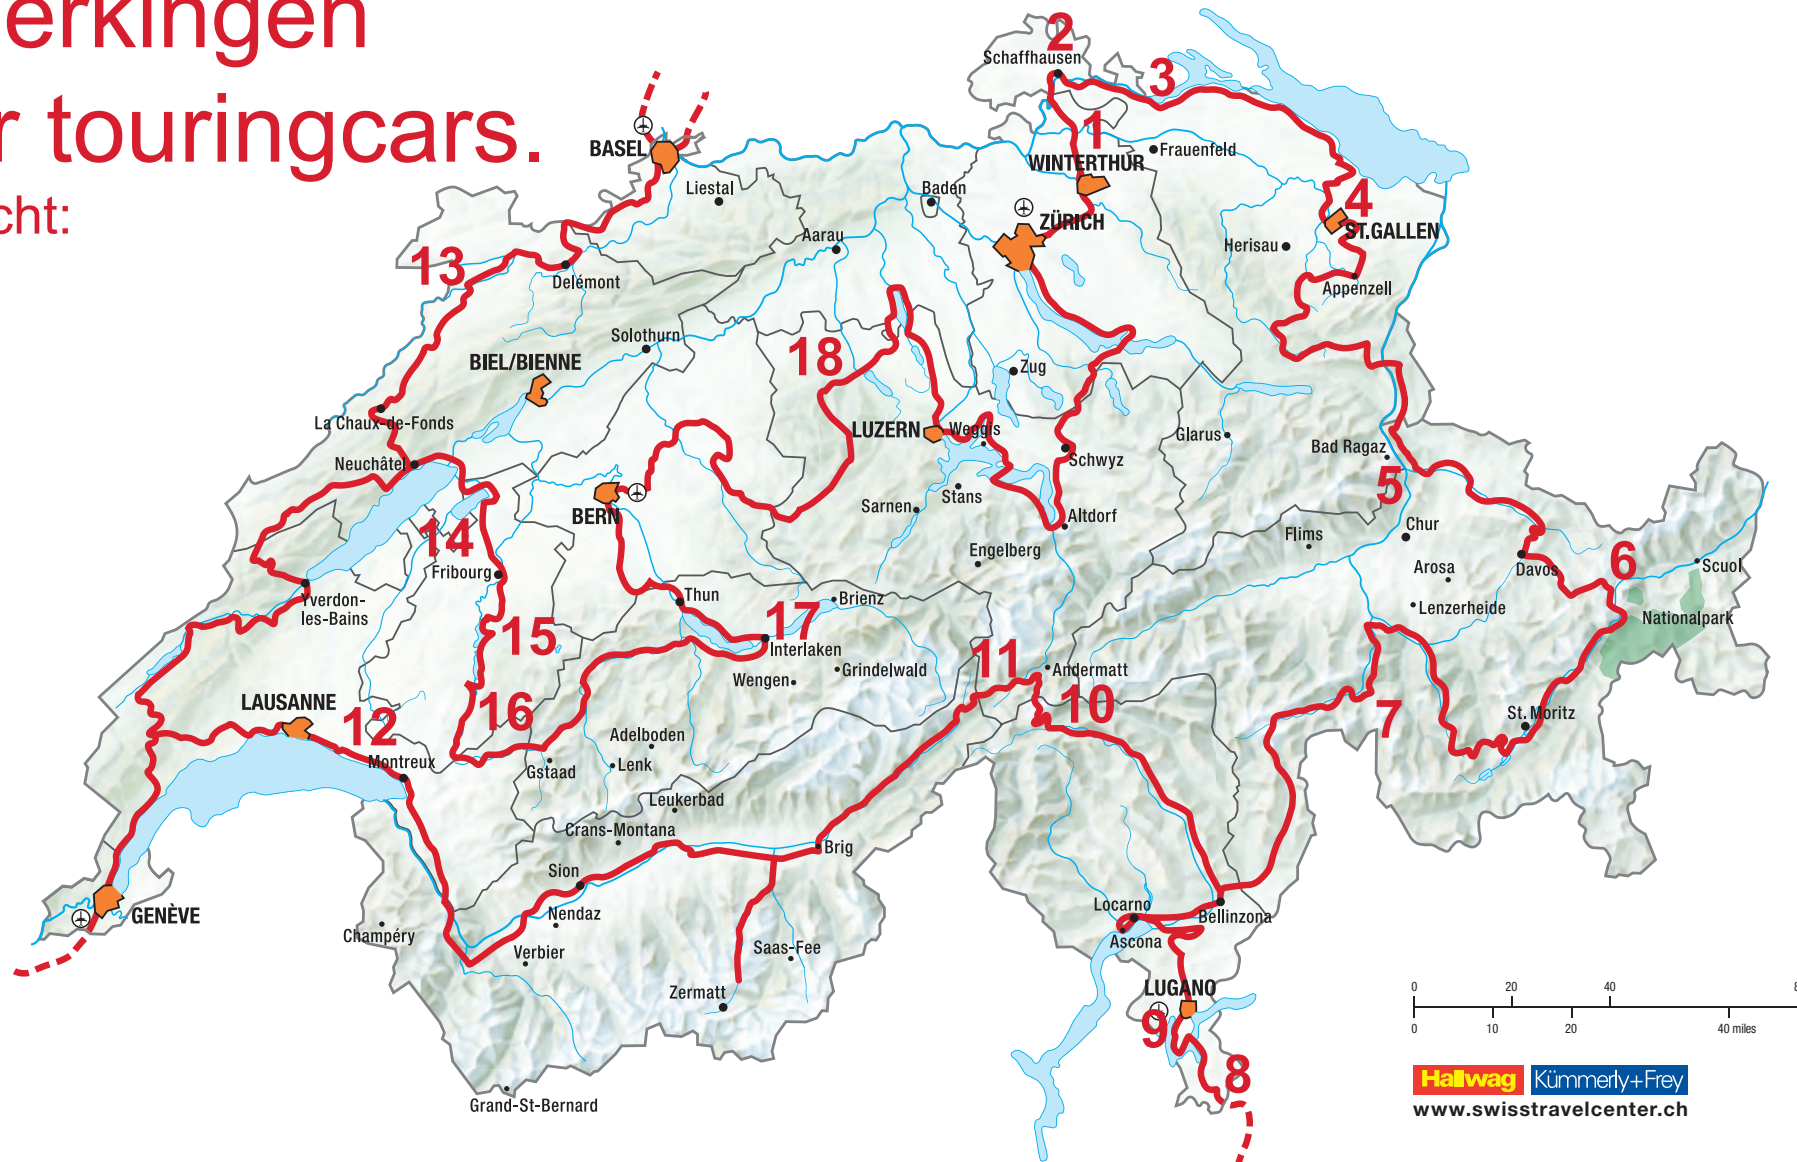 erkingen
r touringcars.
cht:
2
Schaffhausen
3
1
Frauenfeld
WINTERTHUR
BASEL
Liestal
Baden
4
ST.GALLEN
ZÜRICH
Aarau
Herisau
13
Delémont
Appenzell
Solothurn
18
BIEL/BIENNE
Zug
La Chaux-de-Fonds
LUZERN
Weggis
Glarus
Bad Ragaz
Neuchâtel
Schwyz
5
BERN
Stans
Sarnen
Altdorf
Chur
Flims
14
Engelberg
6
Fribourg
Arosa
Davos
Scuol
Yverdon-
les-Bains
Thun
Brienz
17
Lenzerheide
Nationalpark
15
Interlaken
11
Andermatt
Grindelwald
Wengen
LAUSANNE
12
16
10
7
St. Moritz
Adelboden
Montreux
Gstaad
Lenk
Leukerbad
Crans-Montana
Brig
Sion
GENÈVE
Nendaz
Locarno
Bellinzona
Champéry
Ascona
Verbier
Saas-Fee
Zermatt
LUGANO
9
8
Grand-St-Bernard
0 20 40 8
0 10 20 40 miles
Hallwag Kümmerly+Frey
www.swisstravelcenter.ch